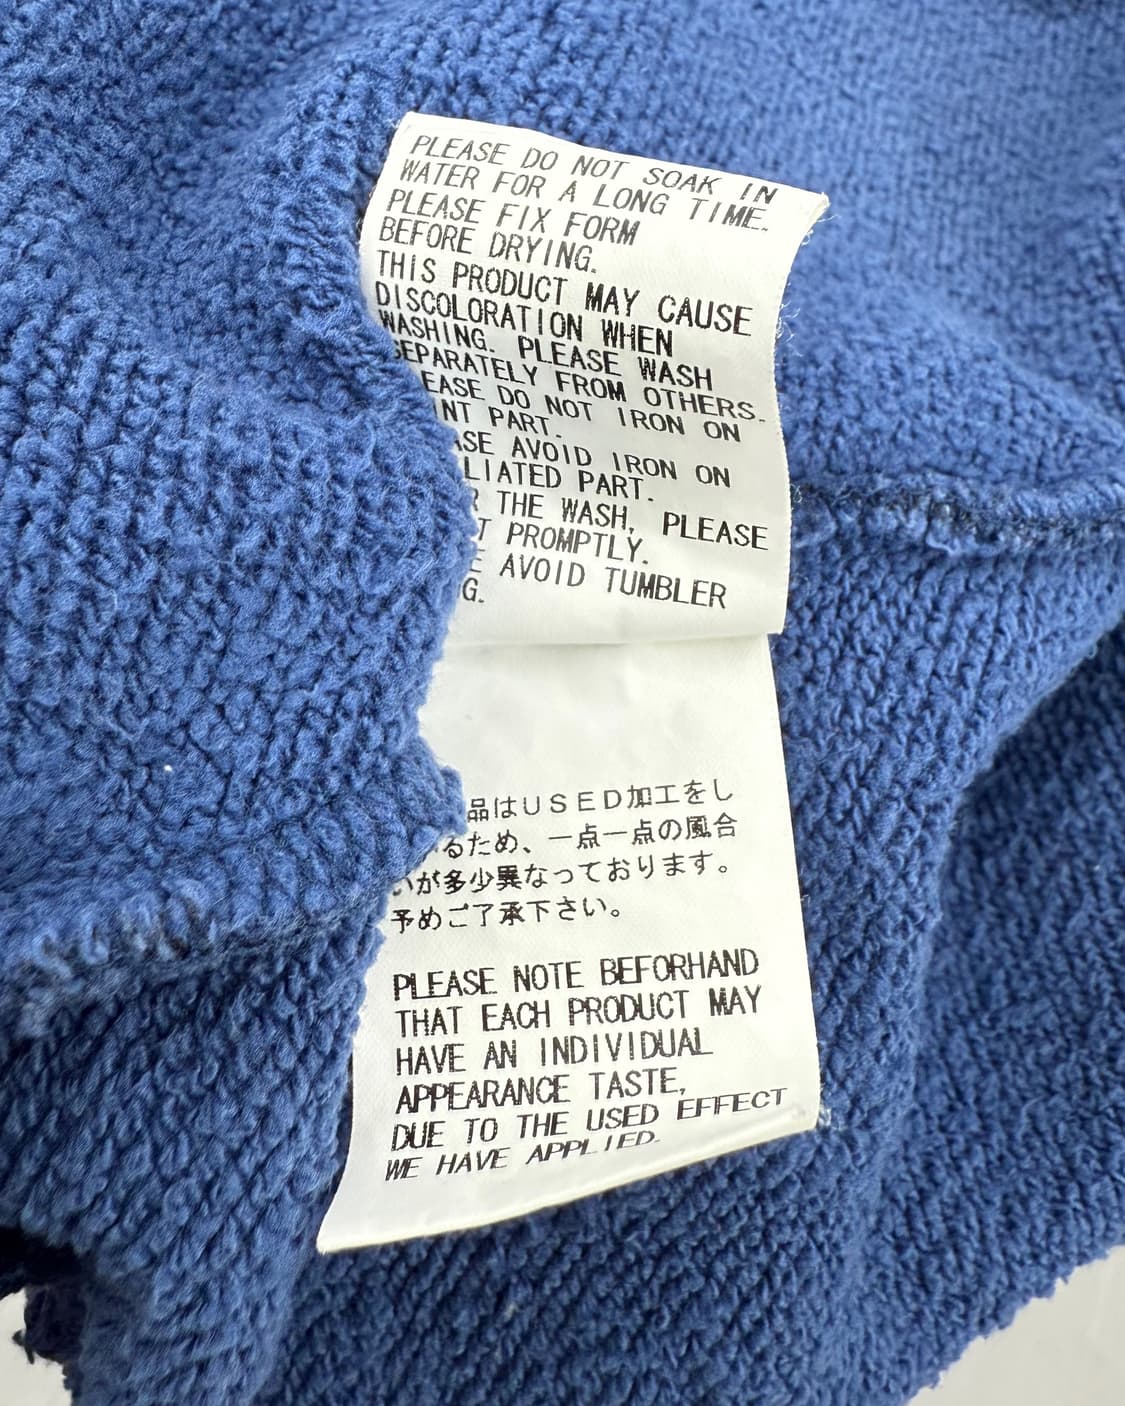 PLEASE DO NOT SOAK IN
WATER FOR A LONG TIME.
PLEASE FIX FORM
BEFORE DRYING.
THIS PRODUCT MAY CAUSE
DISCOLORATION WHEN
WASHING. PLEASE WASH
SEPARATELY FROM OTHERS.
DO NOT IRON ON
PART.
AVOID IRON ON
PART.
THE WASH, PLEASE
PROMPTLY.
AVOID TUMBLER
品はUSED加工をし
るため、一点一点の風合
いが多少異なっております。
予めご了承下さい。
PLEASE NOTE BEFORHAND
THAT EACH PRODUCT MAY
HAVE AN INDIVIDUAL
APPEARANCE TASTE,
DUE TO THE USED EFFECT
WE HAVE APPLIED.